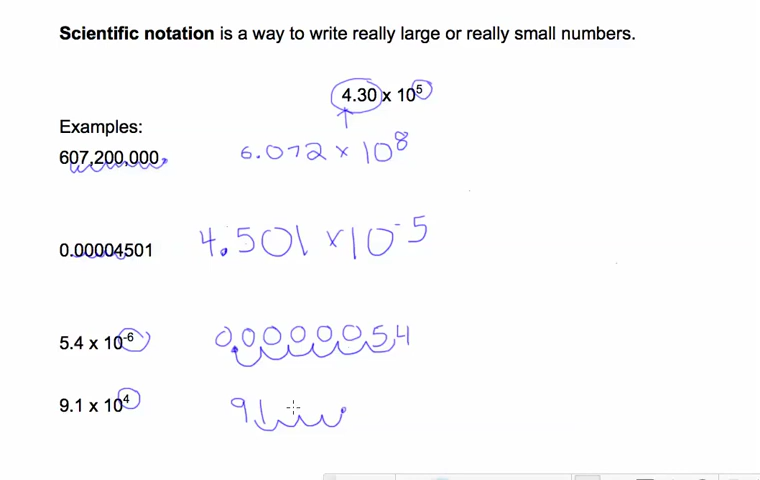 Scientific notation is a way to write really large or really small numbers.
4.30 x 10⁵
Examples:
607,200,000. 6.072 × 10⁸
0.00004501 4.501 × 10⁻⁵
5.4 x 10⁻⁶ 0.0000054
9.1 x 10⁴ 91